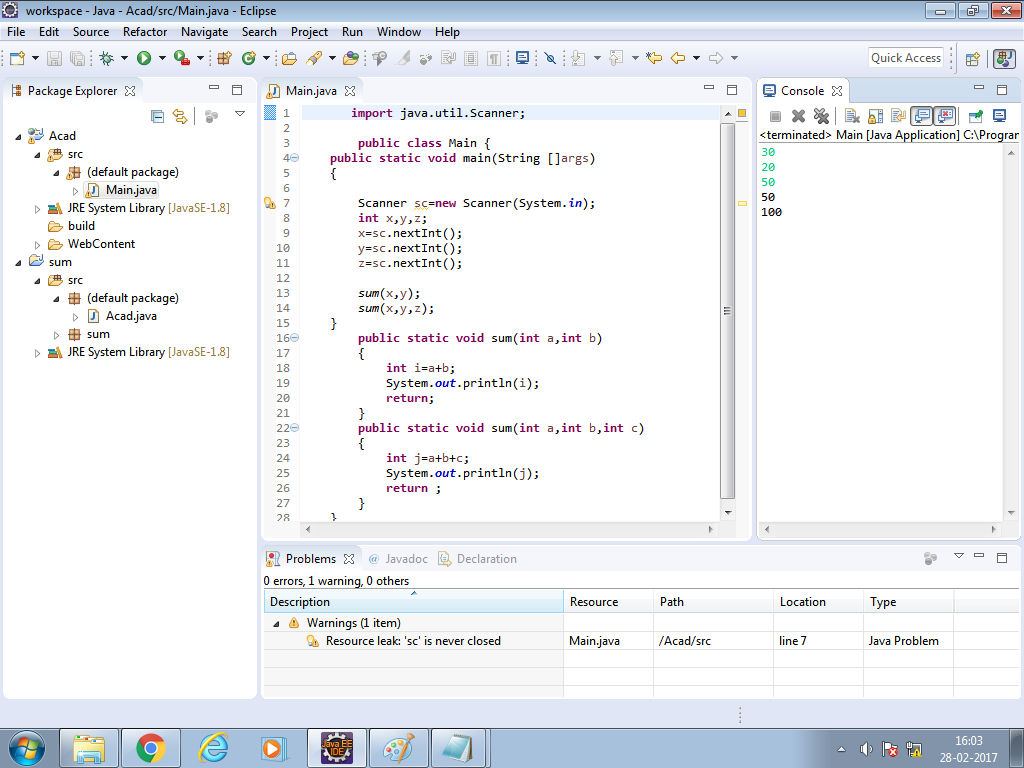 workspace - Java - Acad/src/Main.java - Eclipse
File Edit Source Refactor Navigate Search Project Run Window Help
Quick Access
Package Explorer
Acad
src
(default package)
Main.java
JRE System Library [JavaSE-1.8]
build
WebContent
sum
src
(default package)
Acad.java
sum
JRE System Library [JavaSE-1.8]
Main.java
1 import java.util.Scanner;
2
3 public class Main {
4 public static void main(String []args)
5 {
6
7 Scanner sc=new Scanner(System.in);
8 int x,y,z;
9 x=sc.nextInt();
10 y=sc.nextInt();
11 z=sc.nextInt();
12
13 sum(x,y);
14 sum(x,y,z);
15 }
16 public static void sum(int a,int b)
17 {
18 int i=a+b;
19 System.out.println(i);
20 return;
21 }
22 public static void sum(int a,int b,int c)
23 {
24 int j=a+b+c;
25 System.out.println(j);
26 return ;
27 }
28 }
Console
<terminated> Main [Java Application] C:\Progran
30
20
50
50
100
Problems Javadoc Declaration
0 errors, 1 warning, 0 others
Description Resource Path Location Type
Warnings (1 item)
Resource leak: 'sc' is never closed Main.java /Acad/src line 7 Java Problem
Java EE
IDE
16:03
28-02-2017